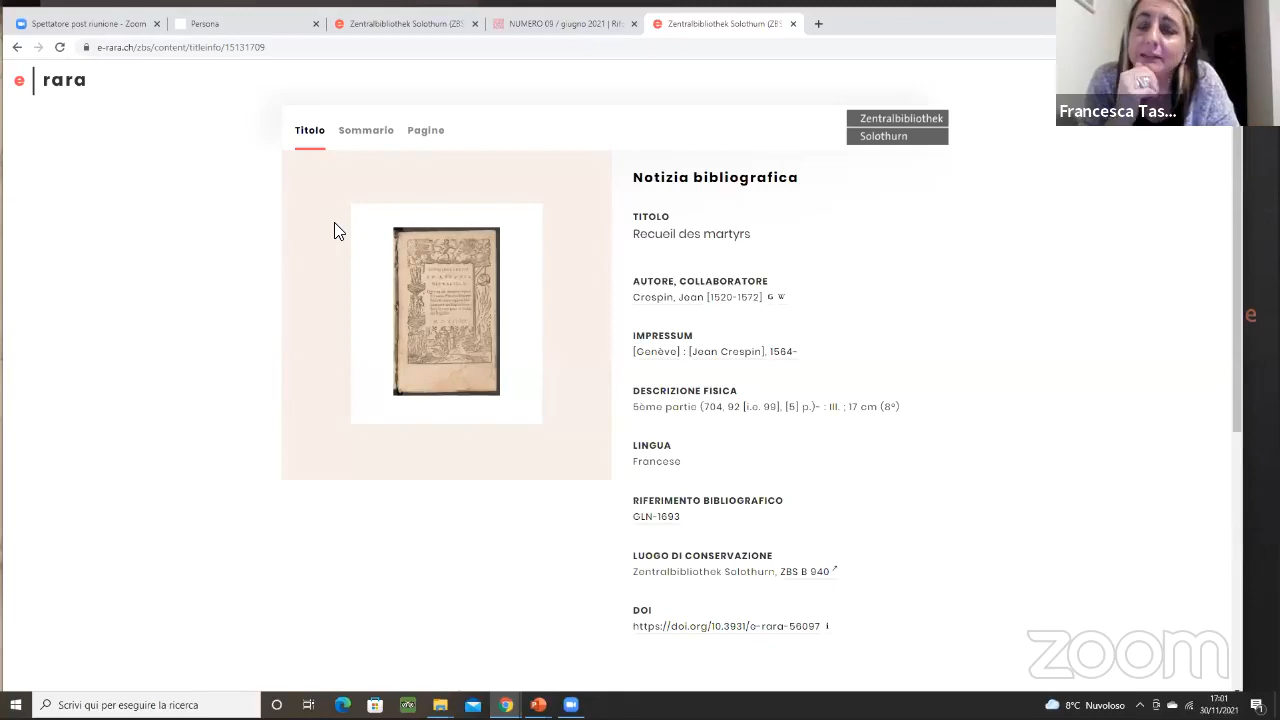 Spettatore post riunione - Zoom
Persona
Zentralbibliothek Solothurn (ZBS
NUMERO 09 / giugno 2021 | Rifo
Zentralbibliothek Solothurn (ZBS
e-rara.ch/zbs/content/titleinfo/15131709
e | rara
Titolo Sommario Pagine
Zentralbibliothek
Solothurn
Francesca Tas...
Notizia bibliografica
TITOLO
Recueil des martyrs
AUTORE, COLLABORATORE
Crespin, Jean [1520-1572] G W
IMPRESSUM
[Genève] : [Jean Crespin], 1564-
DESCRIZIONE FISICA
5ème partie (704, 92 [i.e. 99], [5] p.)- : Ill. ; 17 cm (8°)
LINGUA
Francese
RIFERIMENTO BIBLIOGRAFICO
GLN-1693
LUOGO DI CONSERVAZIONE
Zentralbibliothek Solothurn, ZBS B 940
DOI
https://doi.org/10.3931/e-rara-56097 i
e
zoom
Scrivi qui per eseguire la ricerca
8°C Nuvoloso
17:01
30/11/2021